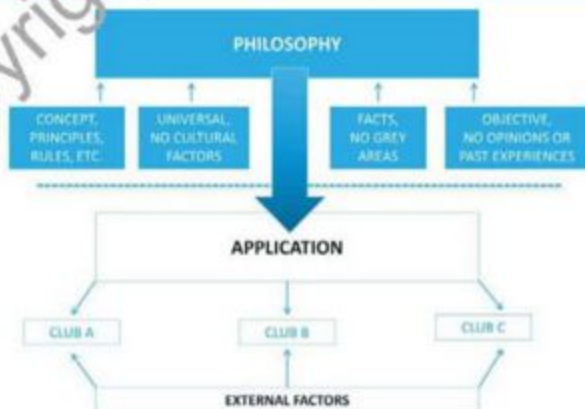 yrig
PHILOSOPHY
CONCEPT,
PRINCIPLES,
RULES, ETC.
UNIVERSAL,
NO CULTURAL
FACTORS
FACTS,
NO GREY
AREAS
OBJECTIVE,
NO OPINIONS OR
PAST EXPERIENCES
APPLICATION
CLUB A
CLUB B
CLUB C
EXTERNAL FACTORS